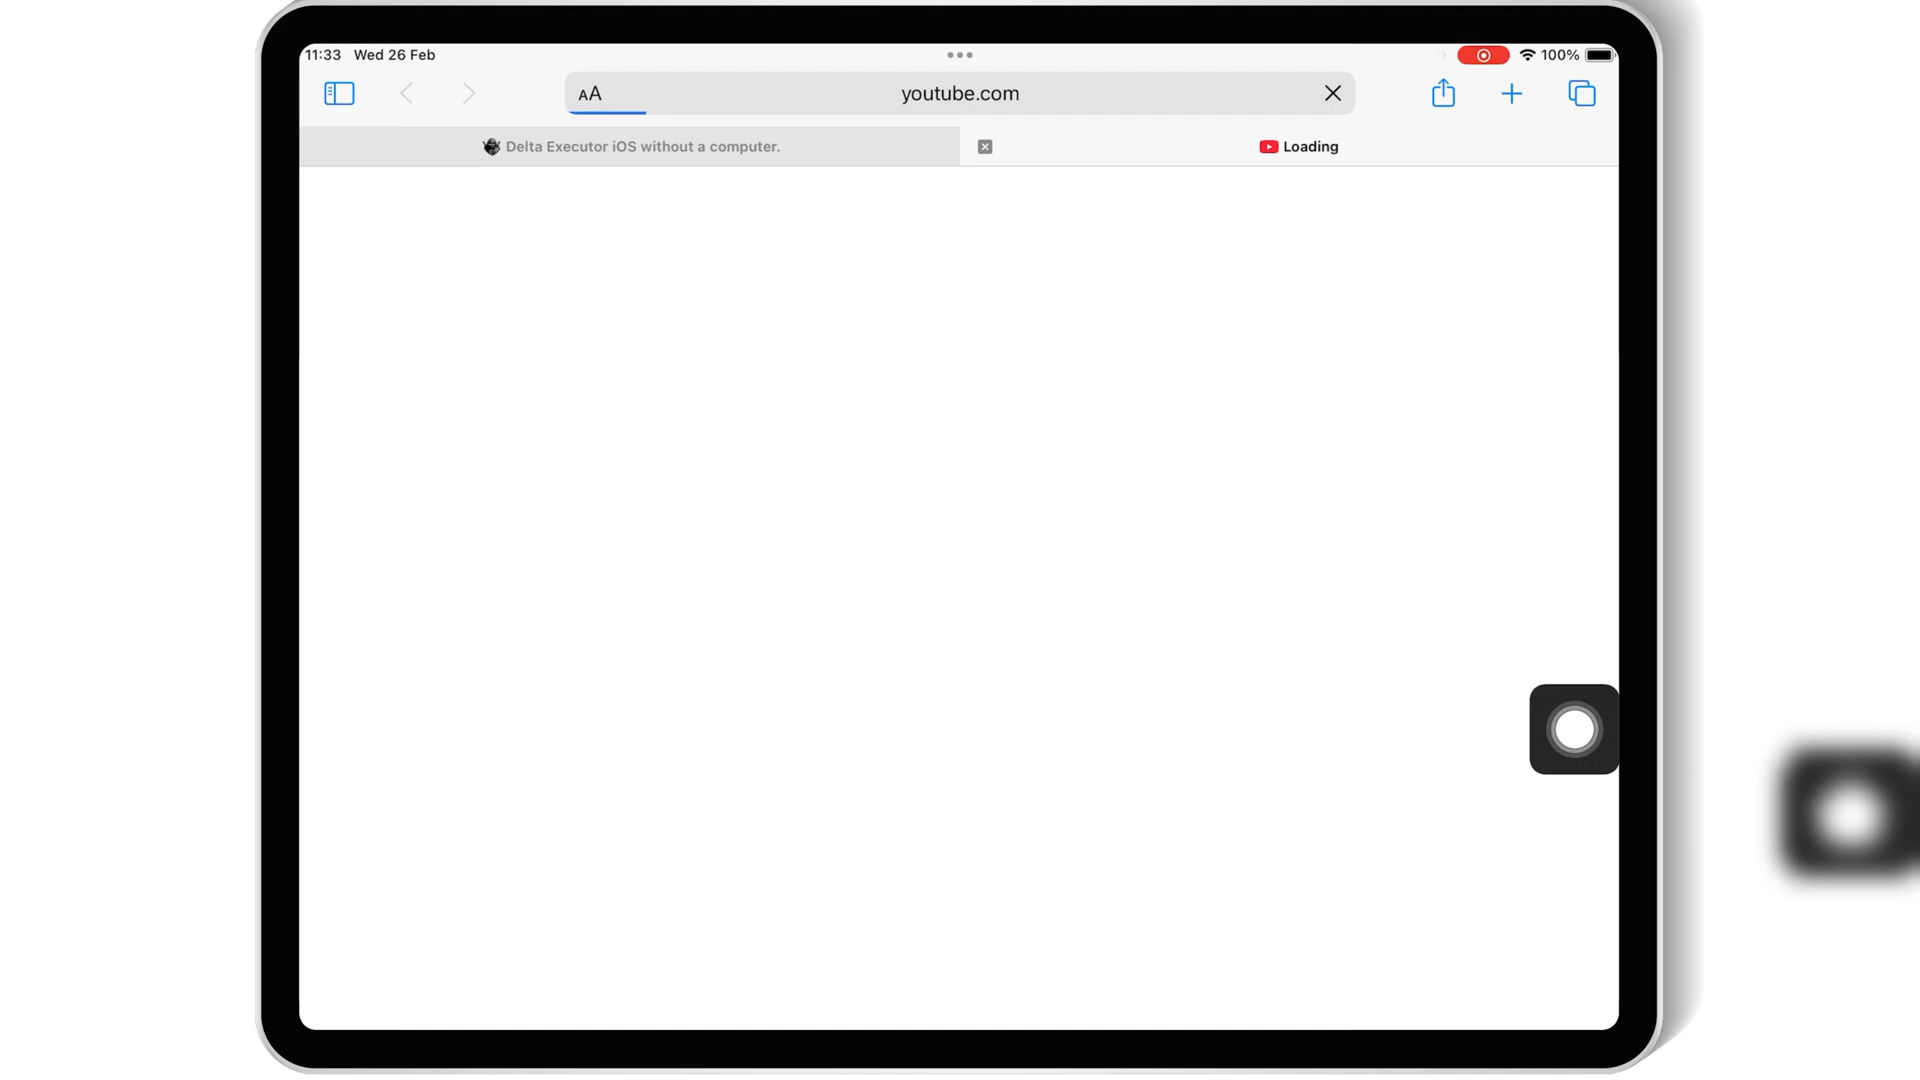 11:33 Wed 26 Feb
100%
AA youtube.com
Delta Executor iOS without a computer.
Loading